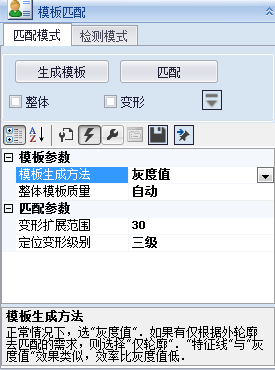 模板匹配
匹配模式 检测模式
生成模板 匹配
整体 变形
模板参数
模板生成方法 灰度值
整体模板质量 自动
匹配参数
变形扩展范围 30
定位变形级别 三级
模板生成方法
正常情况下，选"灰度值"．如果有仅根据外轮廓
去匹配的需求，则选择"仅轮廓"．"特征线"与"灰
度值"效果类似，效率比灰度值低．